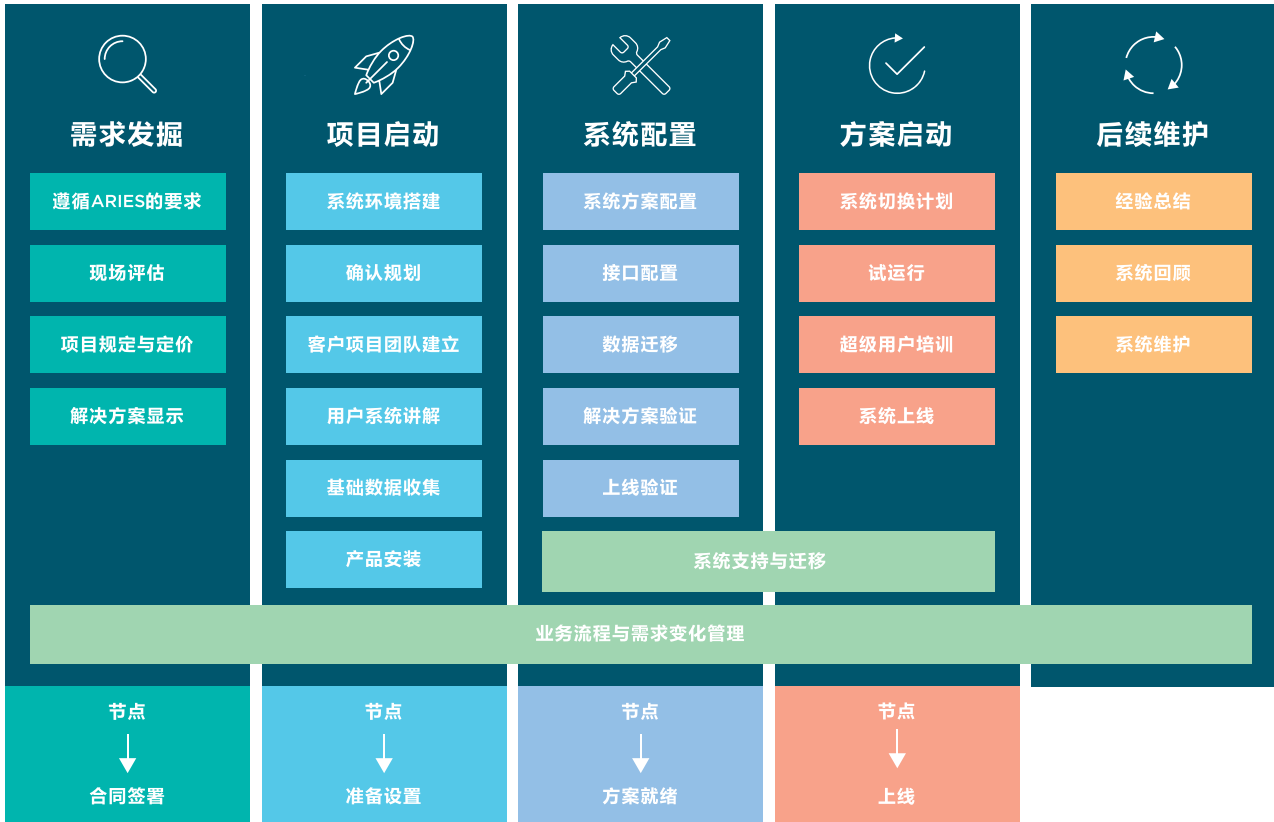 需求发掘
遵循ARIES的要求
现场评估
项目规定与定价
解决方案显示
项目启动
系统环境搭建
确认规划
客户项目团队建立
用户系统讲解
基础数据收集
产品安装
系统配置
系统方案配置
接口配置
数据迁移
解决方案验证
上线验证
方案启动
系统切换计划
试运行
超级用户培训
系统上线
后续维护
经验总结
系统回顾
系统维护
系统支持与迁移
业务流程与需求变化管理
节点
合同签署
节点
准备设置
节点
方案就绪
节点
上线